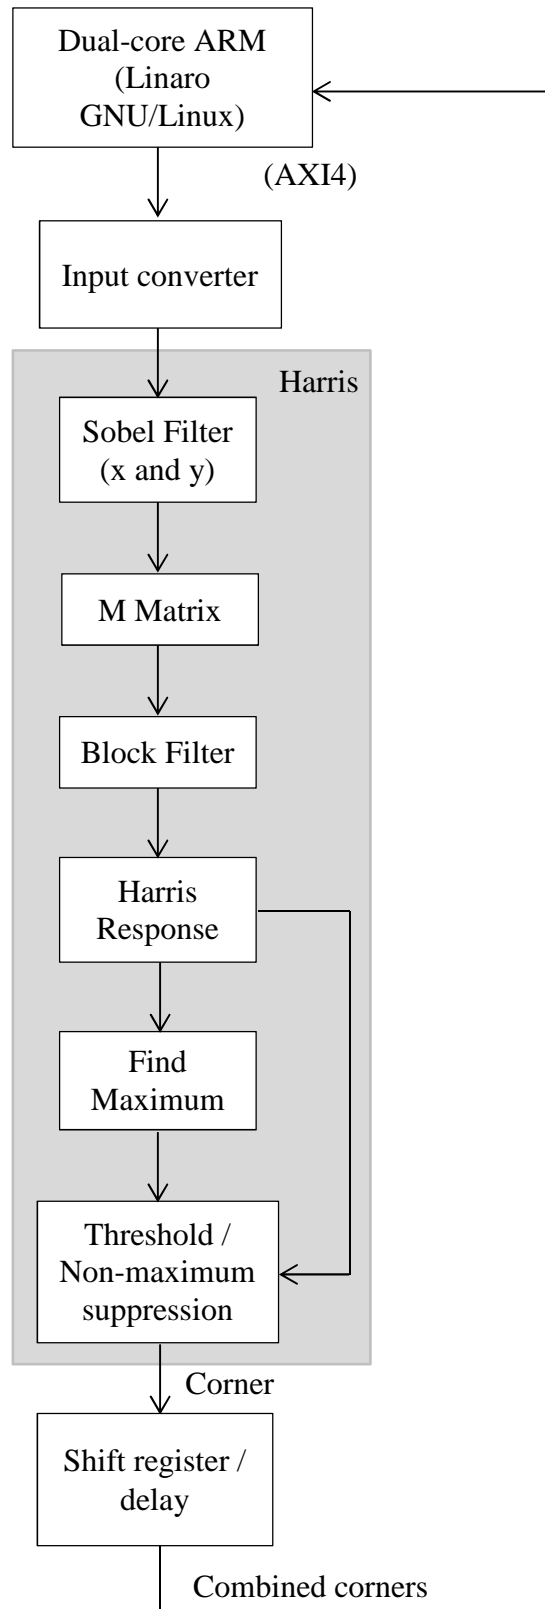 Dual-core ARM
(Linaro
GNU/Linux)
(AXI4)
Input converter
Harris
Sobel Filter
(x and y)
M Matrix
Block Filter
Harris
Response
Find
Maximum
Threshold /
Non-maximum
suppression
Corner
Shift register /
delay
Combined corners